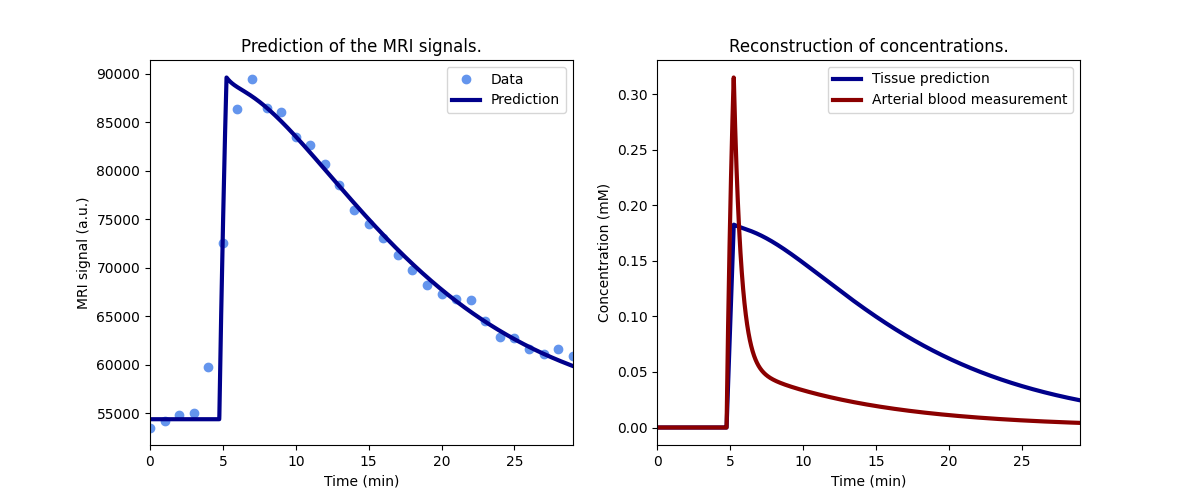 Prediction of the MRI signals.
MRI signal (a.u.)
90000
85000
80000
75000
70000
65000
60000
55000
Data
Prediction
0
5
10
15
20
25
Time (min)
Reconstruction of concentrations.
Concentration (mM)
0.30
0.25
0.20
0.15
0.10
0.05
0.00
Tissue prediction
Arterial blood measurement
0
5
10
15
20
25
Time (min)